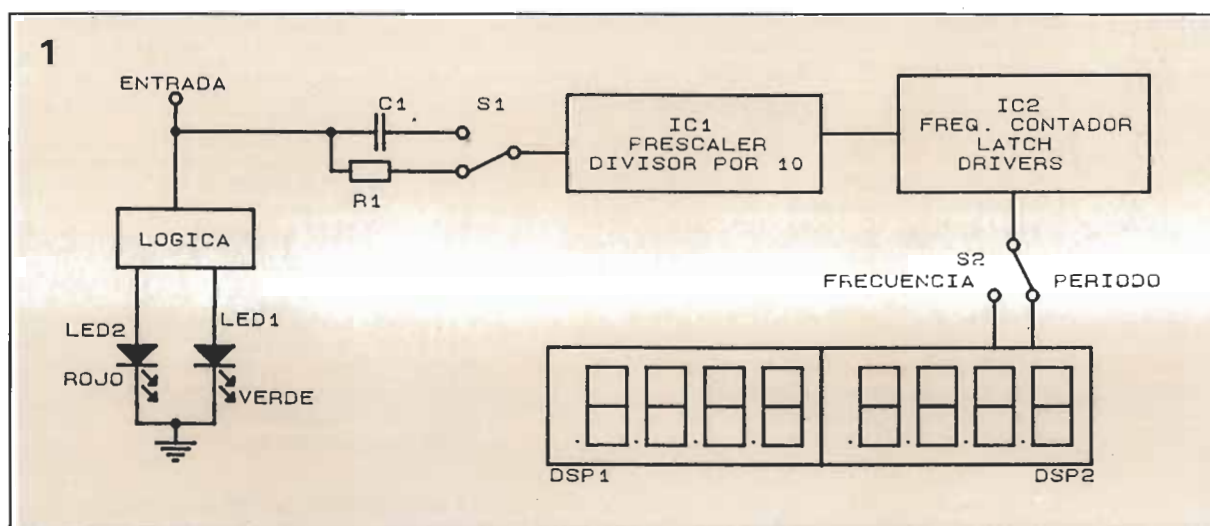 1
ENTRADA
C1
S1
R1
IC1
PRESCALER
DIVISOR POR 10
IC2
FREQ. CONTADOR
LATCH
DRIVERS
LOGICA
S2
FRECUENCIA
PERIODO
LED2
LED1
ROJO
VERDE
DSP1
DSP2